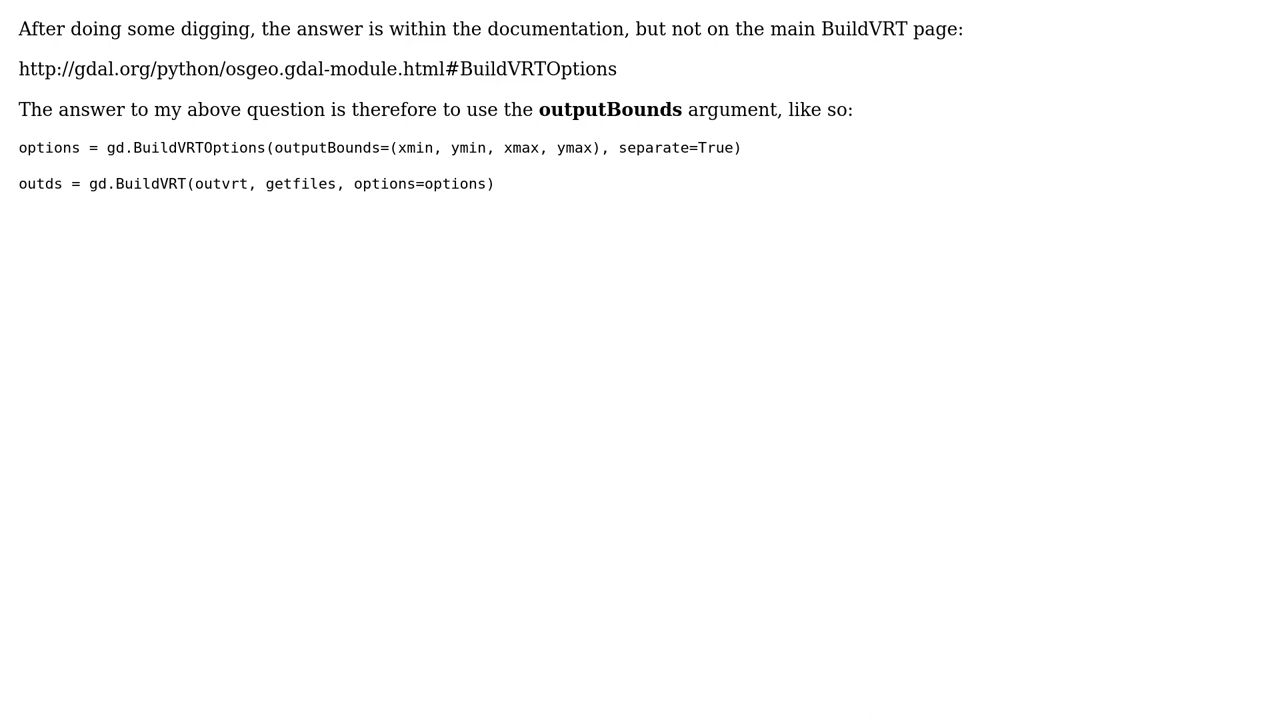 After doing some digging, the answer is within the documentation, but not on the main BuildVRT page:
http://gdal.org/python/osgeo.gdal-module.html#BuildVRTOptions
The answer to my above question is therefore to use the outputBounds argument, like so:
options = gd.BuildVRTOptions(outputBounds=(xmin, ymin, xmax, ymax), separate=True)
outds = gd.BuildVRT(outvrt, getfiles, options=options)